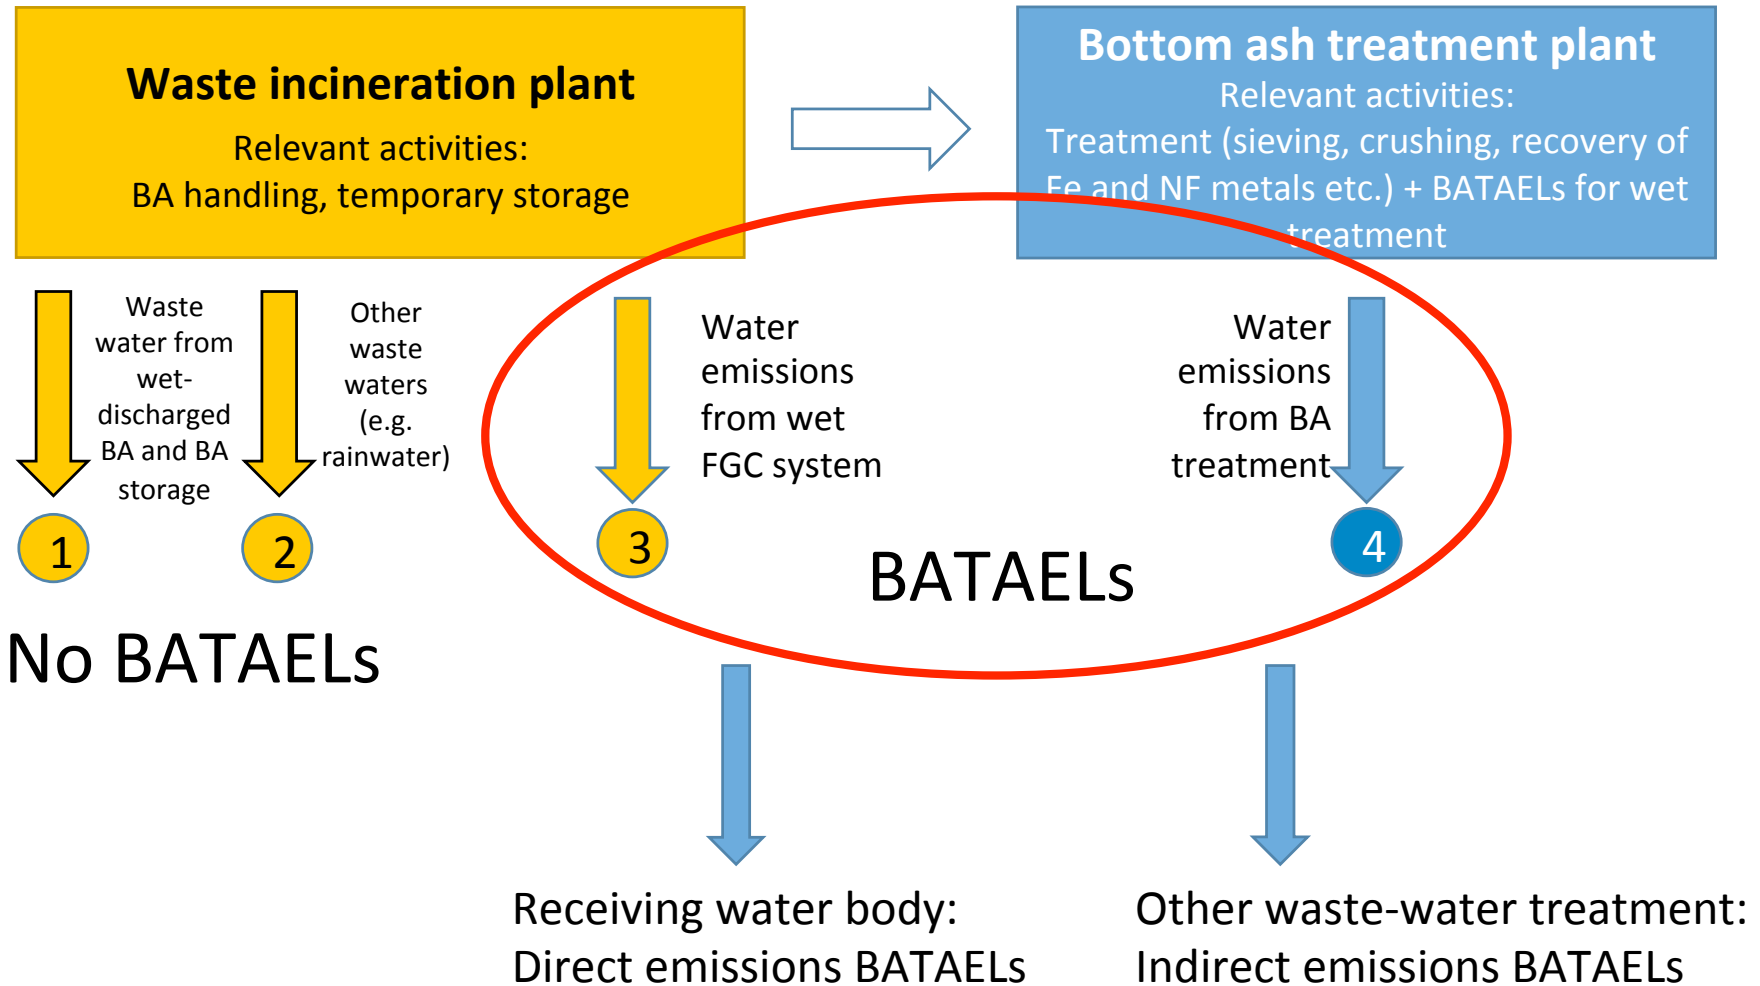 Waste incineration plant
Relevant activities:
BA handling, temporary storage
Bottom ash treatment plant
Relevant activities:
Treatment (sieving, crushing, recovery of
Fe and NF metals etc.) + BATAELs for wet
treatment
Waste
water from
wet-
discharged
BA and BA
storage
Other
waste
waters
(e.g.
rainwater)
Water
emissions
from wet
FGC system
Water
emissions
from BA
treatment
1
2
3
4
BATAELs
No BATAELs
Receiving water body:
Direct emissions BATAELs
Other waste-water treatment:
Indirect emissions BATAELs